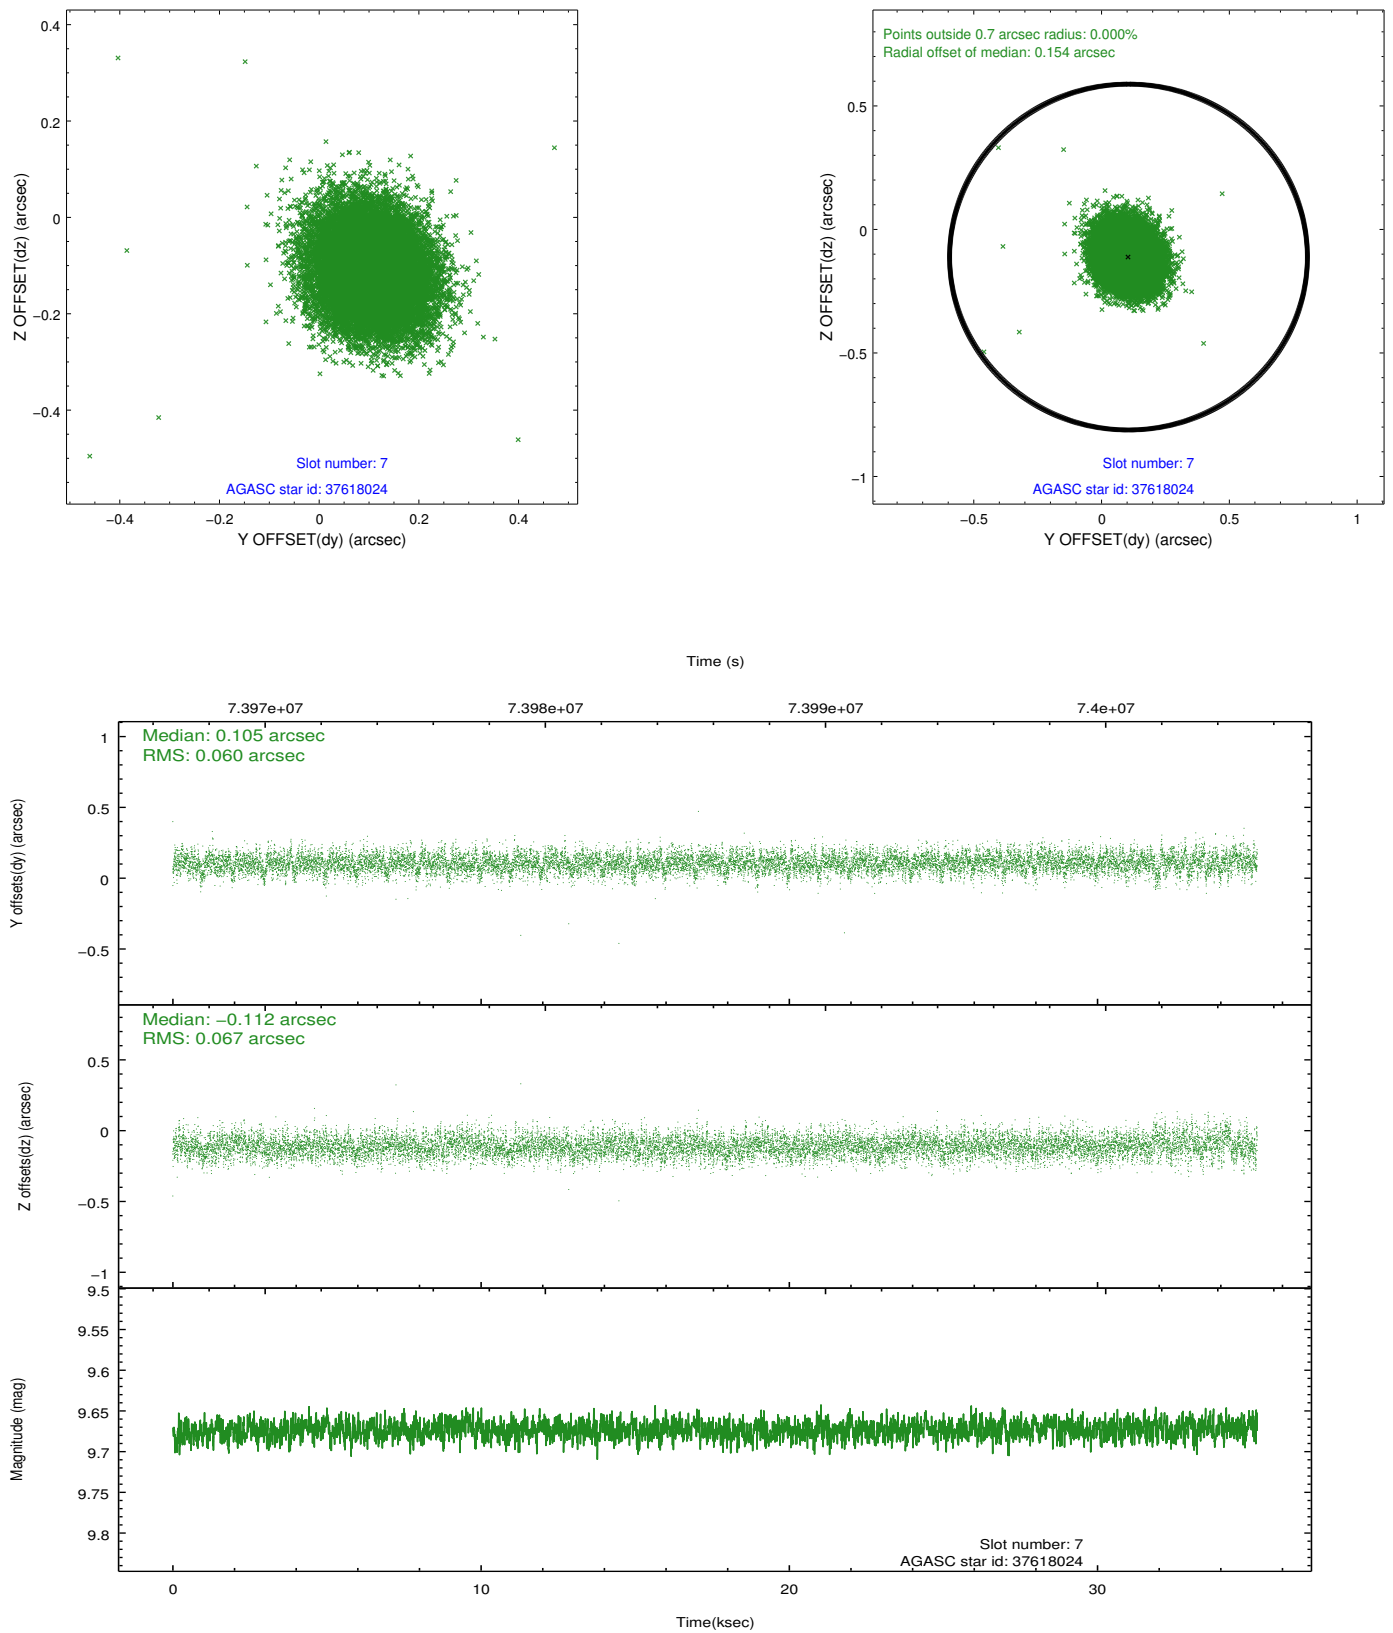 0.4
0.2
0
−0.2
−0.4
Z OFFSET(dz) (arcsec)
Slot number: 7
AGASC star id: 37618024
−0.4
−0.2
0
0.2
0.4
Y OFFSET(dy) (arcsec)
Points outside 0.7 arcsec radius: 0.000%
Radial offset of median: 0.154 arcsec
0.5
0
−0.5
−1
Z OFFSET(dz) (arcsec)
Slot number: 7
AGASC star id: 37618024
−0.5
0
0.5
1
Y OFFSET(dy) (arcsec)
Time (s)
7.397e+07
7.398e+07
7.399e+07
7.4e+07
Median: 0.105 arcsec
RMS: 0.060 arcsec
1
0.5
0
−0.5
Y offsets(dy) (arcsec)
Median: −0.112 arcsec
RMS: 0.067 arcsec
0.5
0
−0.5
−1
Z offsets(dz) (arcsec)
9.5
9.55
9.6
9.65
9.7
9.75
9.8
Magnitude (mag)
Slot number: 7
AGASC star id: 37618024
0
10
20
30
Time(ksec)